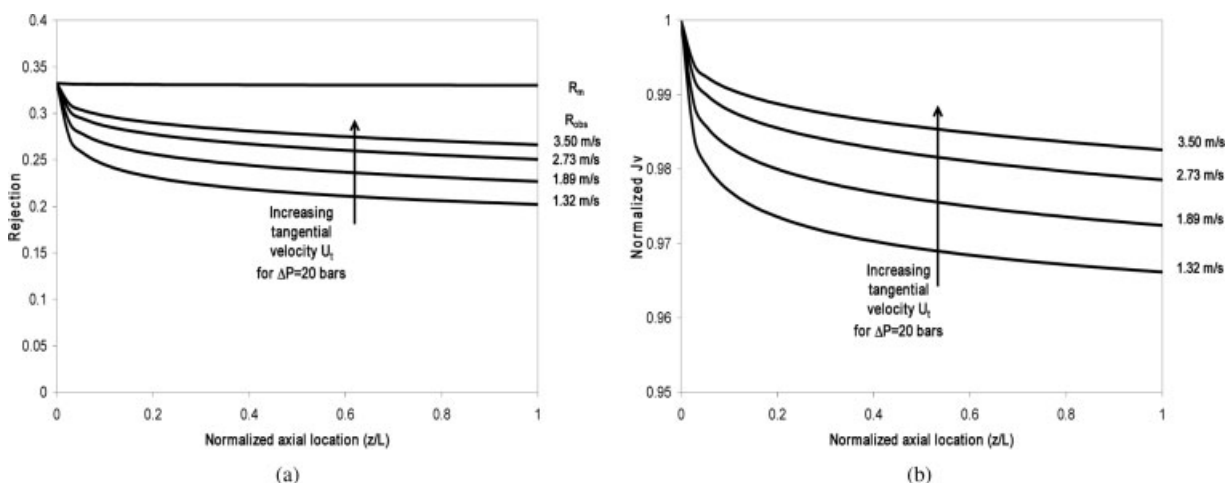 0.4
0.35
0.3
0.25
0.2
0.15
0.1
0.05
0
Rejection
Rm
Robs
3.50 m/s
2.73 m/s
1.89 m/s
1.32 m/s
Increasing
tangential
velocity Ut
for ΔP=20 bars
0 0.2 0.4 0.6 0.8 1
Normalized axial location (z/L)
(a)
1
0.99
0.98
0.97
0.96
0.95
Normalized Jv
3.50 m/s
2.73 m/s
1.89 m/s
1.32 m/s
Increasing
tangential
velocity Ut
for ΔP=20 bars
0 0.2 0.4 0.6 0.8 1
Normalized axial location (z/L)
(b)